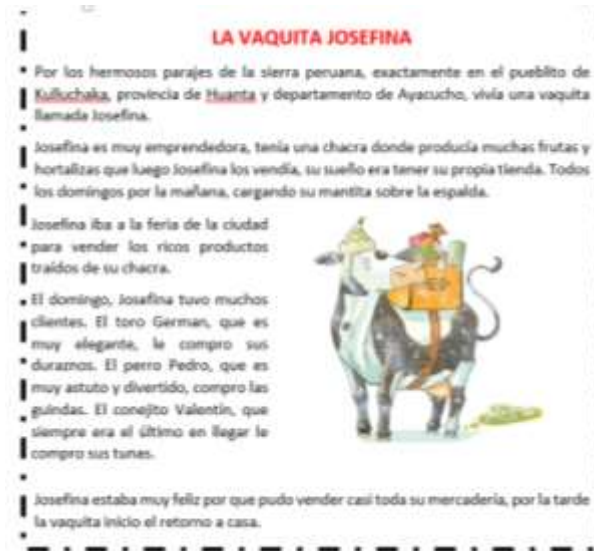 LA VAQUITA JOSEFINA
Por los hermosos parajes de la sierra peruana, exactamente en el pueblito de
Kulluchaka, provincia de Huanta y departamento de Ayacucho, vivía una vaquita
llamada Josefina.
Josefina es muy emprendedora, tenía una chacra donde producía muchas frutas y
hortalizas que luego Josefina los vendía, su sueño era tener su propia tienda. Todos
los domingos por la mañana, cargando su mantita sobre la espalda.
Josefina iba a la feria de la ciudad
para vender los ricos productos
traídos de su chacra.
El domingo, Josefina tuvo muchos
clientes. El toro German, que es
muy elegante, le compro sus
duraznos. El perro Pedro, que es
muy astuto y divertido, compro las
guindas. El conejito Valentín, que
siempre era el último en llegar le
compro sus tunas.
Josefina estaba muy feliz por que pudo vender casi toda su mercadería, por la tarde
la vaquita inicio el retorno a casa.